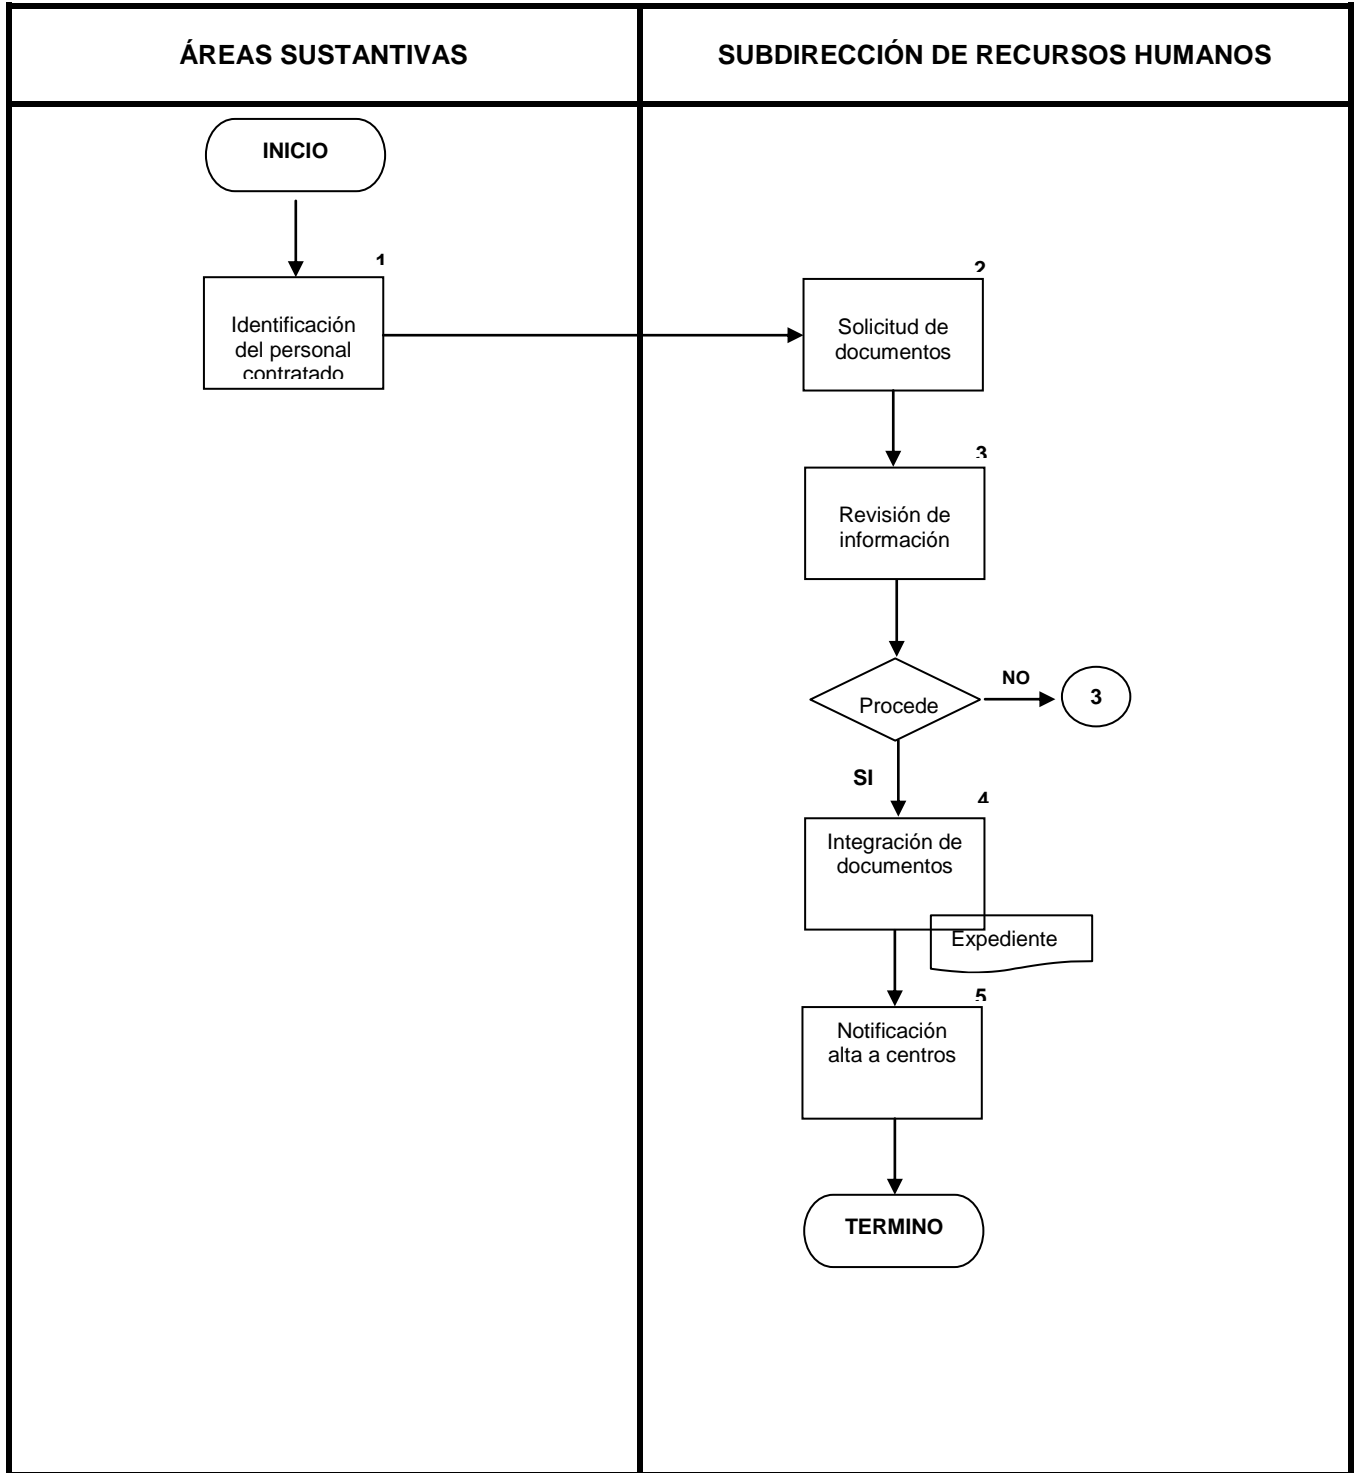 ÁREAS SUSTANTIVAS
SUBDIRECCIÓN DE RECURSOS HUMANOS
INICIO
1
Identificación
del personal
contratado
2
Solicitud de
documentos
3
Revisión de
información
Procede
NO
3
SI
4
Integración de
documentos
Expediente
5
Notificación
alta a centros
TERMINO